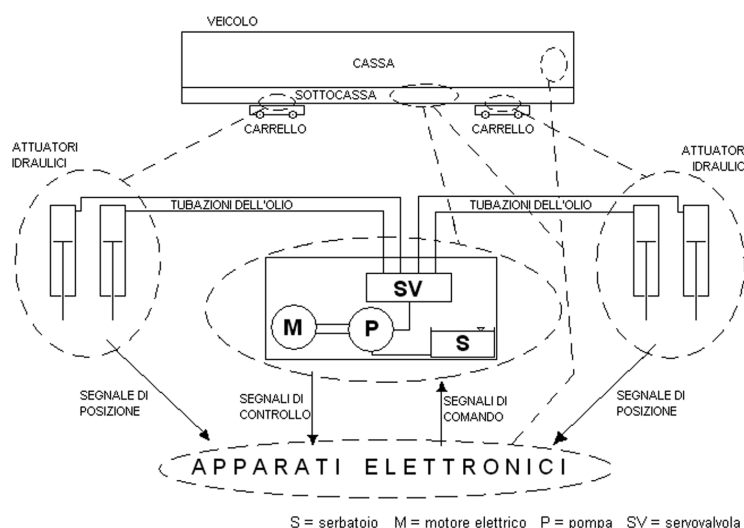 VEICOLO
CASSA
SOTTOCASSA
CARRELLO
CARRELLO
ATTUATORI
IDRAULICI
ATTUATORI
IDRAULICI
TUBAZIONI DELL'OLIO
TUBAZIONI DELL'OLIO
SV
M
P
S
SEGNALE DI
POSIZIONE
SEGNALI DI
CONTROLLO
SEGNALI DI
COMANDO
SEGNALE DI
POSIZIONE
APPARATI ELETTRONICI
S = serbatoio M = motore elettrico P = pompa SV = servovalvola